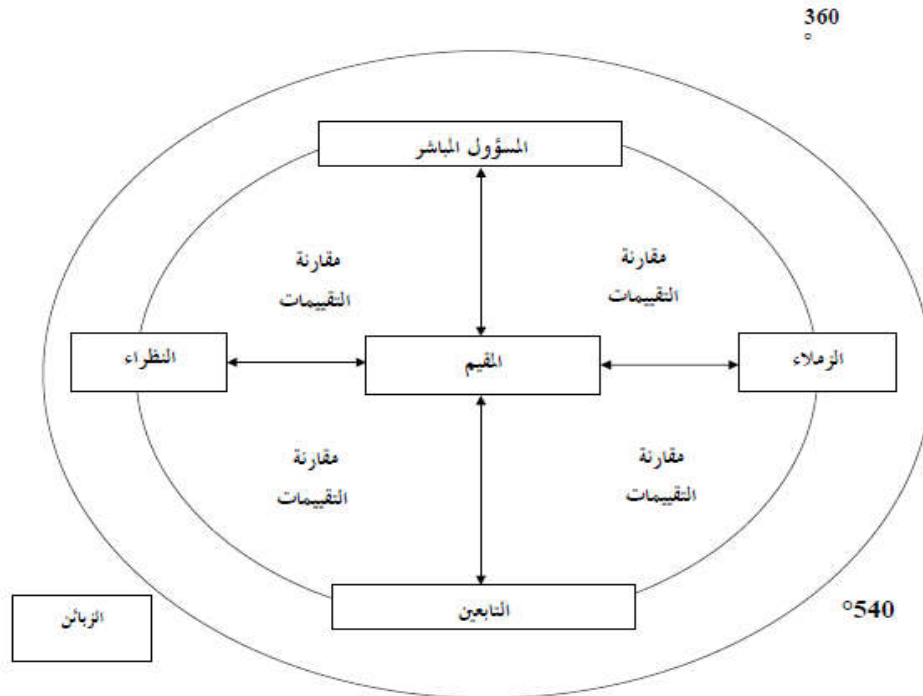 360
°
المسؤول المباشر
مقارنة
التقييمات
مقارنة
التقييمات
الزملاء
المقيم
النظراء
مقارنة
التقييمات
مقارنة
التقييمات
التابعين
°540
الزبائن